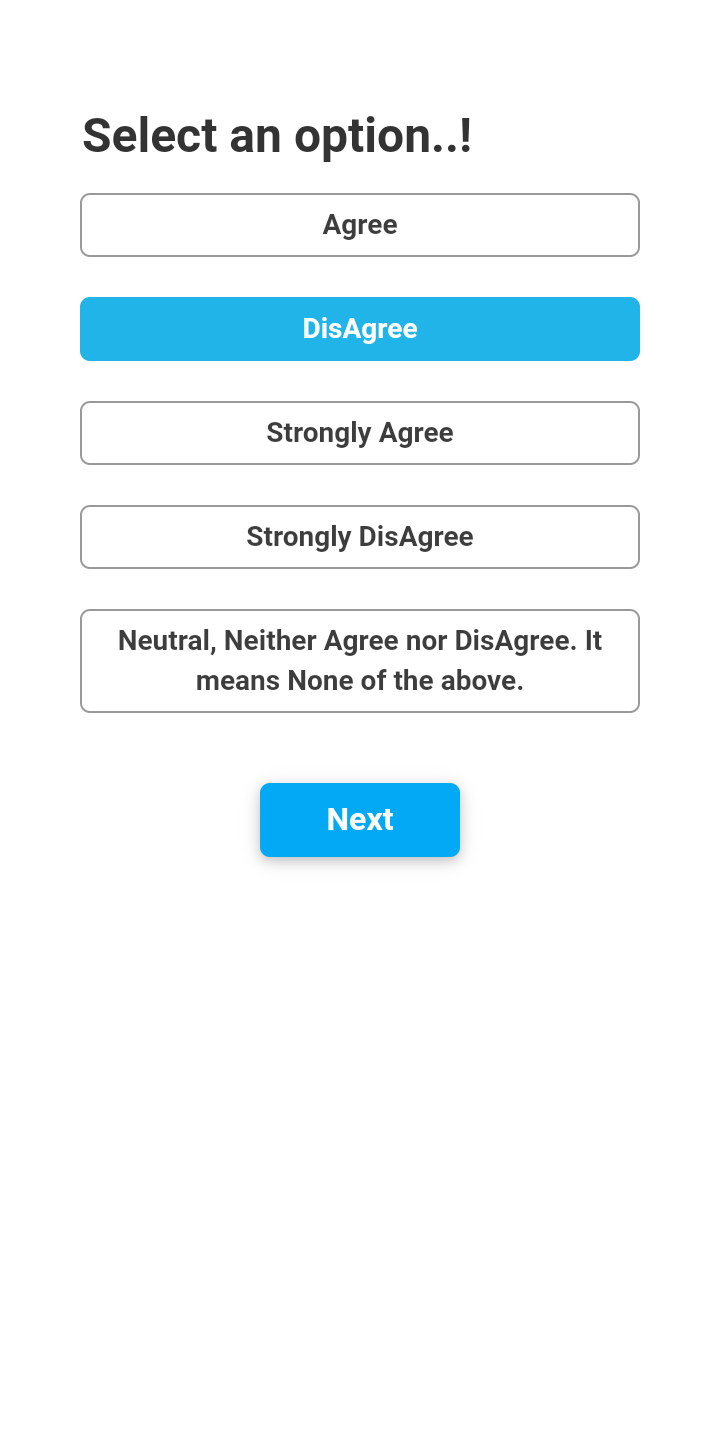 Select an option..!
Agree
DisAgree
Strongly Agree
Strongly DisAgree
Neutral, Neither Agree nor DisAgree. It
means None of the above.
Next